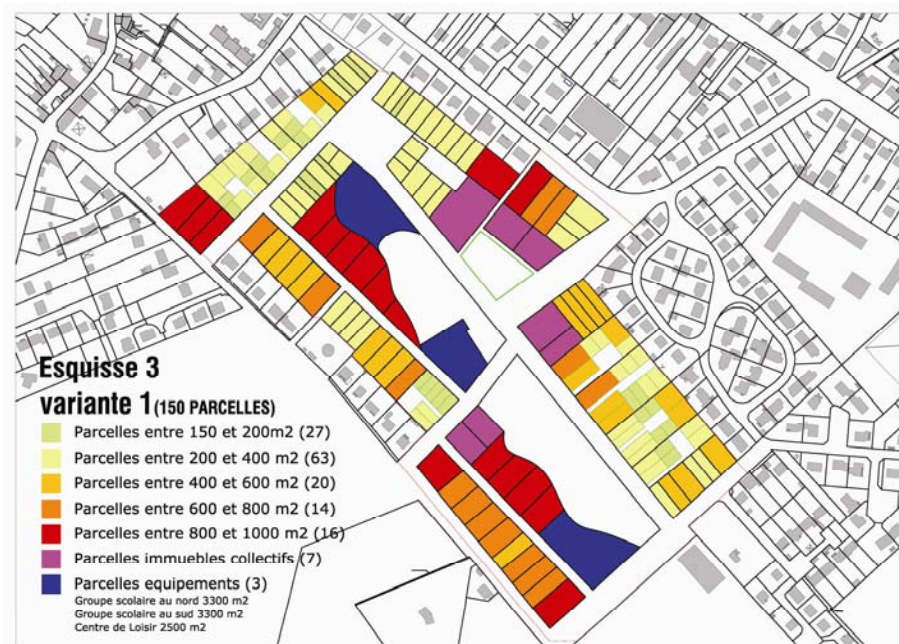 Esquisse 3
variante 1 (150 PARCELLES)
Parcelles entre 150 et 200m2 (27)
Parcelles entre 200 et 400 m2 (63)
Parcelles entre 400 et 600 m2 (20)
Parcelles entre 600 et 800 m2 (14)
Parcelles entre 800 et 1000 m2 (16)
Parcelles immeubles collectifs (7)
Parcelles equipements (3)
Groupe scolaire au nord 3300 m2
Groupe scolaire au sud 3300 m2
Centre de Loisir 2500 m2